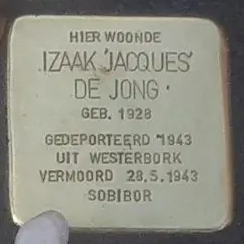 HIER WOONDE
IZAAK 'JACQUES'
DE JONG
GEB. 1928
GEDEPORTEERD 1943
UIT WESTERBORK
VERMOORD 28.5.1943
SOBIBOR